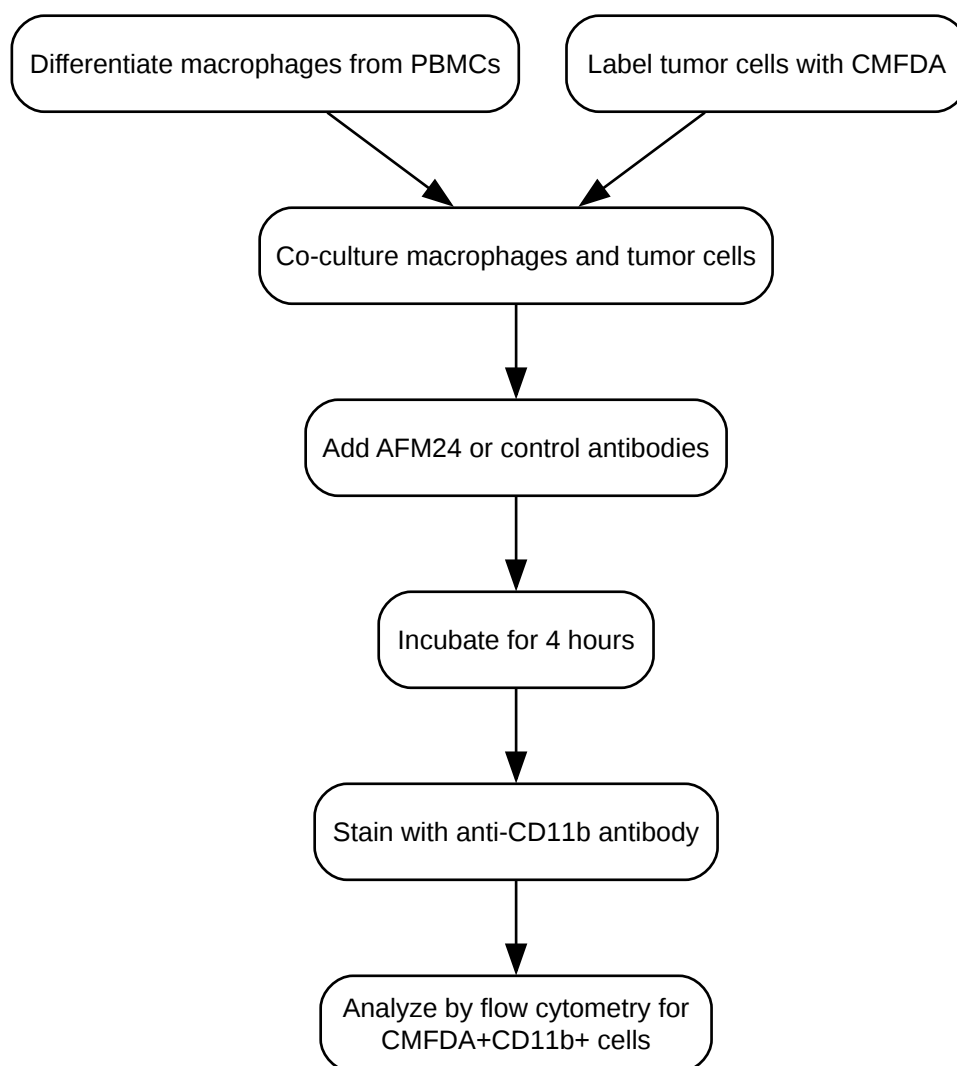 Differentiate macrophages from PBMCs
Label tumor cells with CMFDA
Co-culture macrophages and tumor cells
Add AFM24 or control antibodies
Incubate for 4 hours
Stain with anti-CD11b antibody
Analyze by flow cytometry for
CMFDA+CD11b+ cells